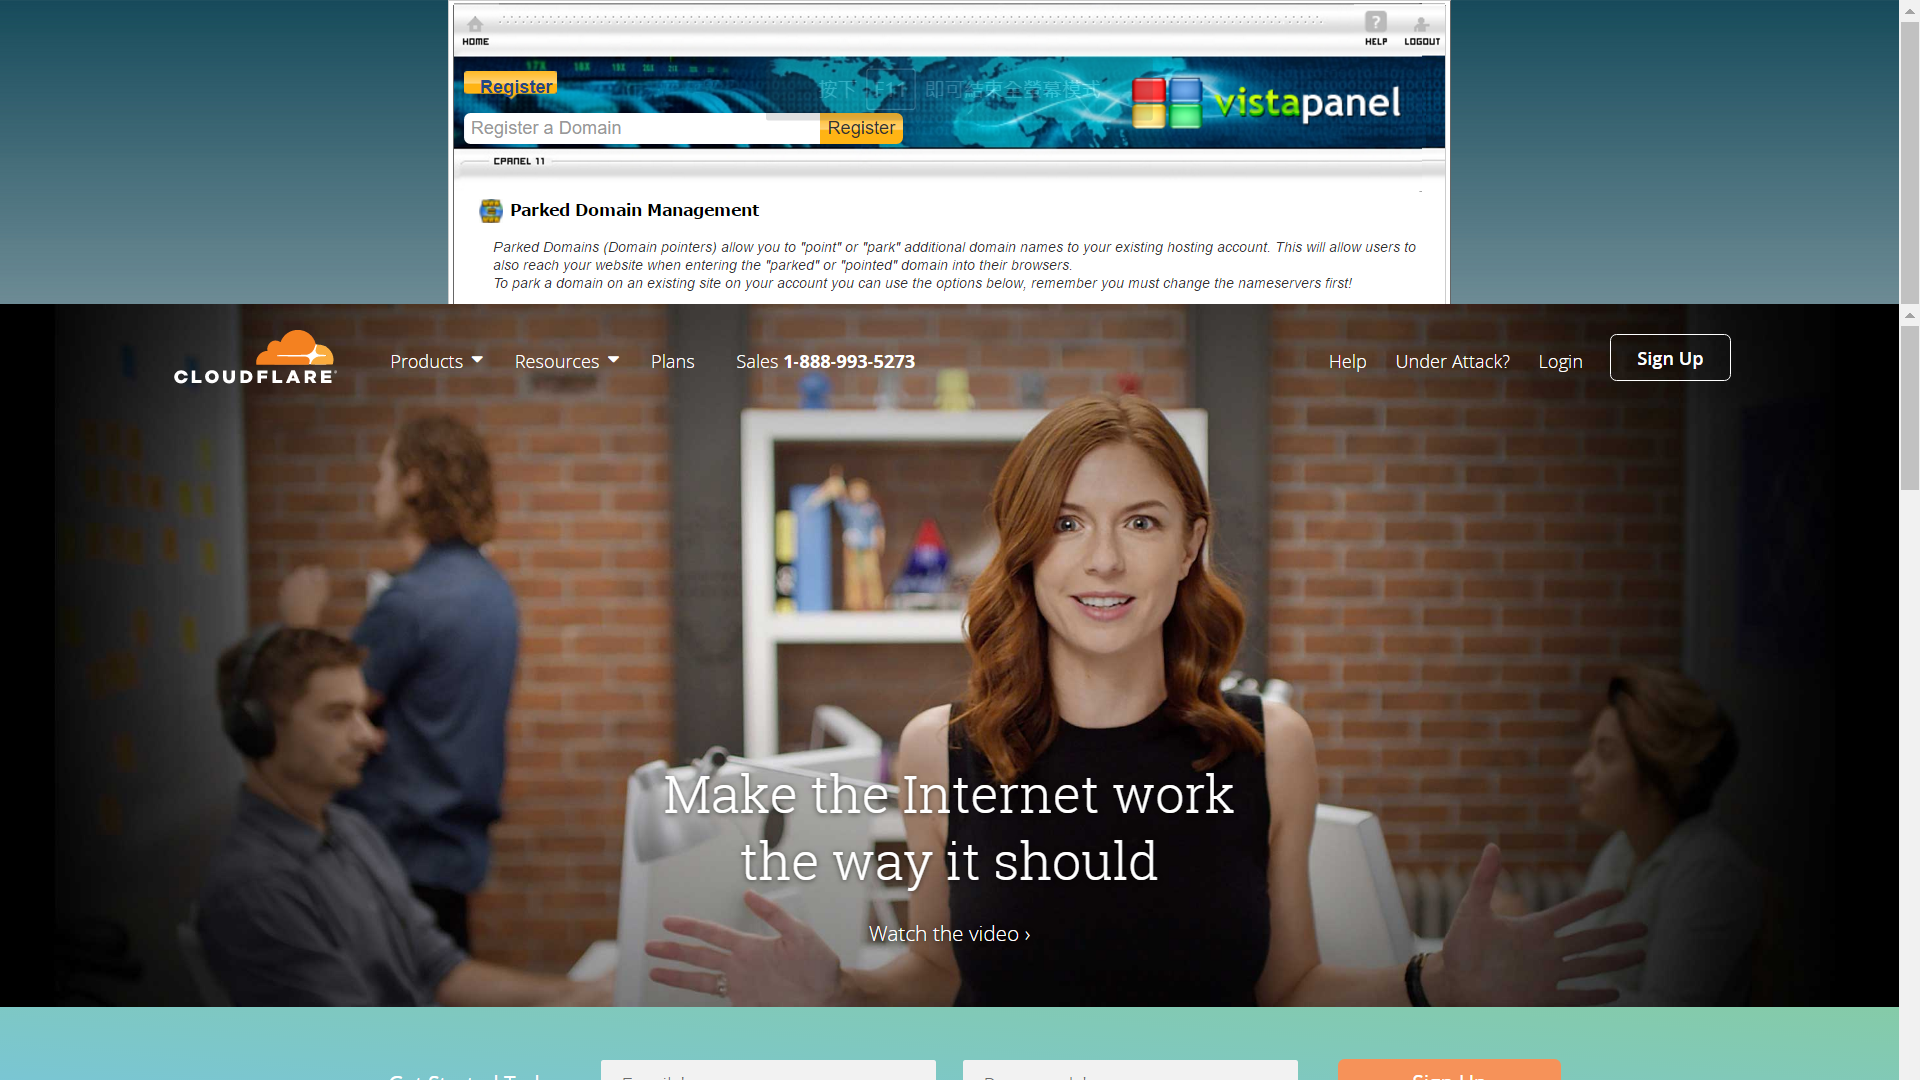 HOME
HELP
LOGOUT
Register
按下 F11 即可結束全螢幕模式
Register a Domain
Register
vistapanel
CPANEL 11
Parked Domain Management
Parked Domains (Domain pointers) allow you to "point" or "park" additional domain names to your existing hosting account. This will allow users to
also reach your website when entering the "parked" or "pointed" domain into their browsers.
To park a domain on an existing site on your account you can use the options below, remember you must change the nameservers first!
CLOUDFLARE
Products
Resources
Plans
Sales 1-888-993-5273
Help
Under Attack?
Login
Sign Up
Make the Internet work
the way it should
Watch the video ›
Sign Up